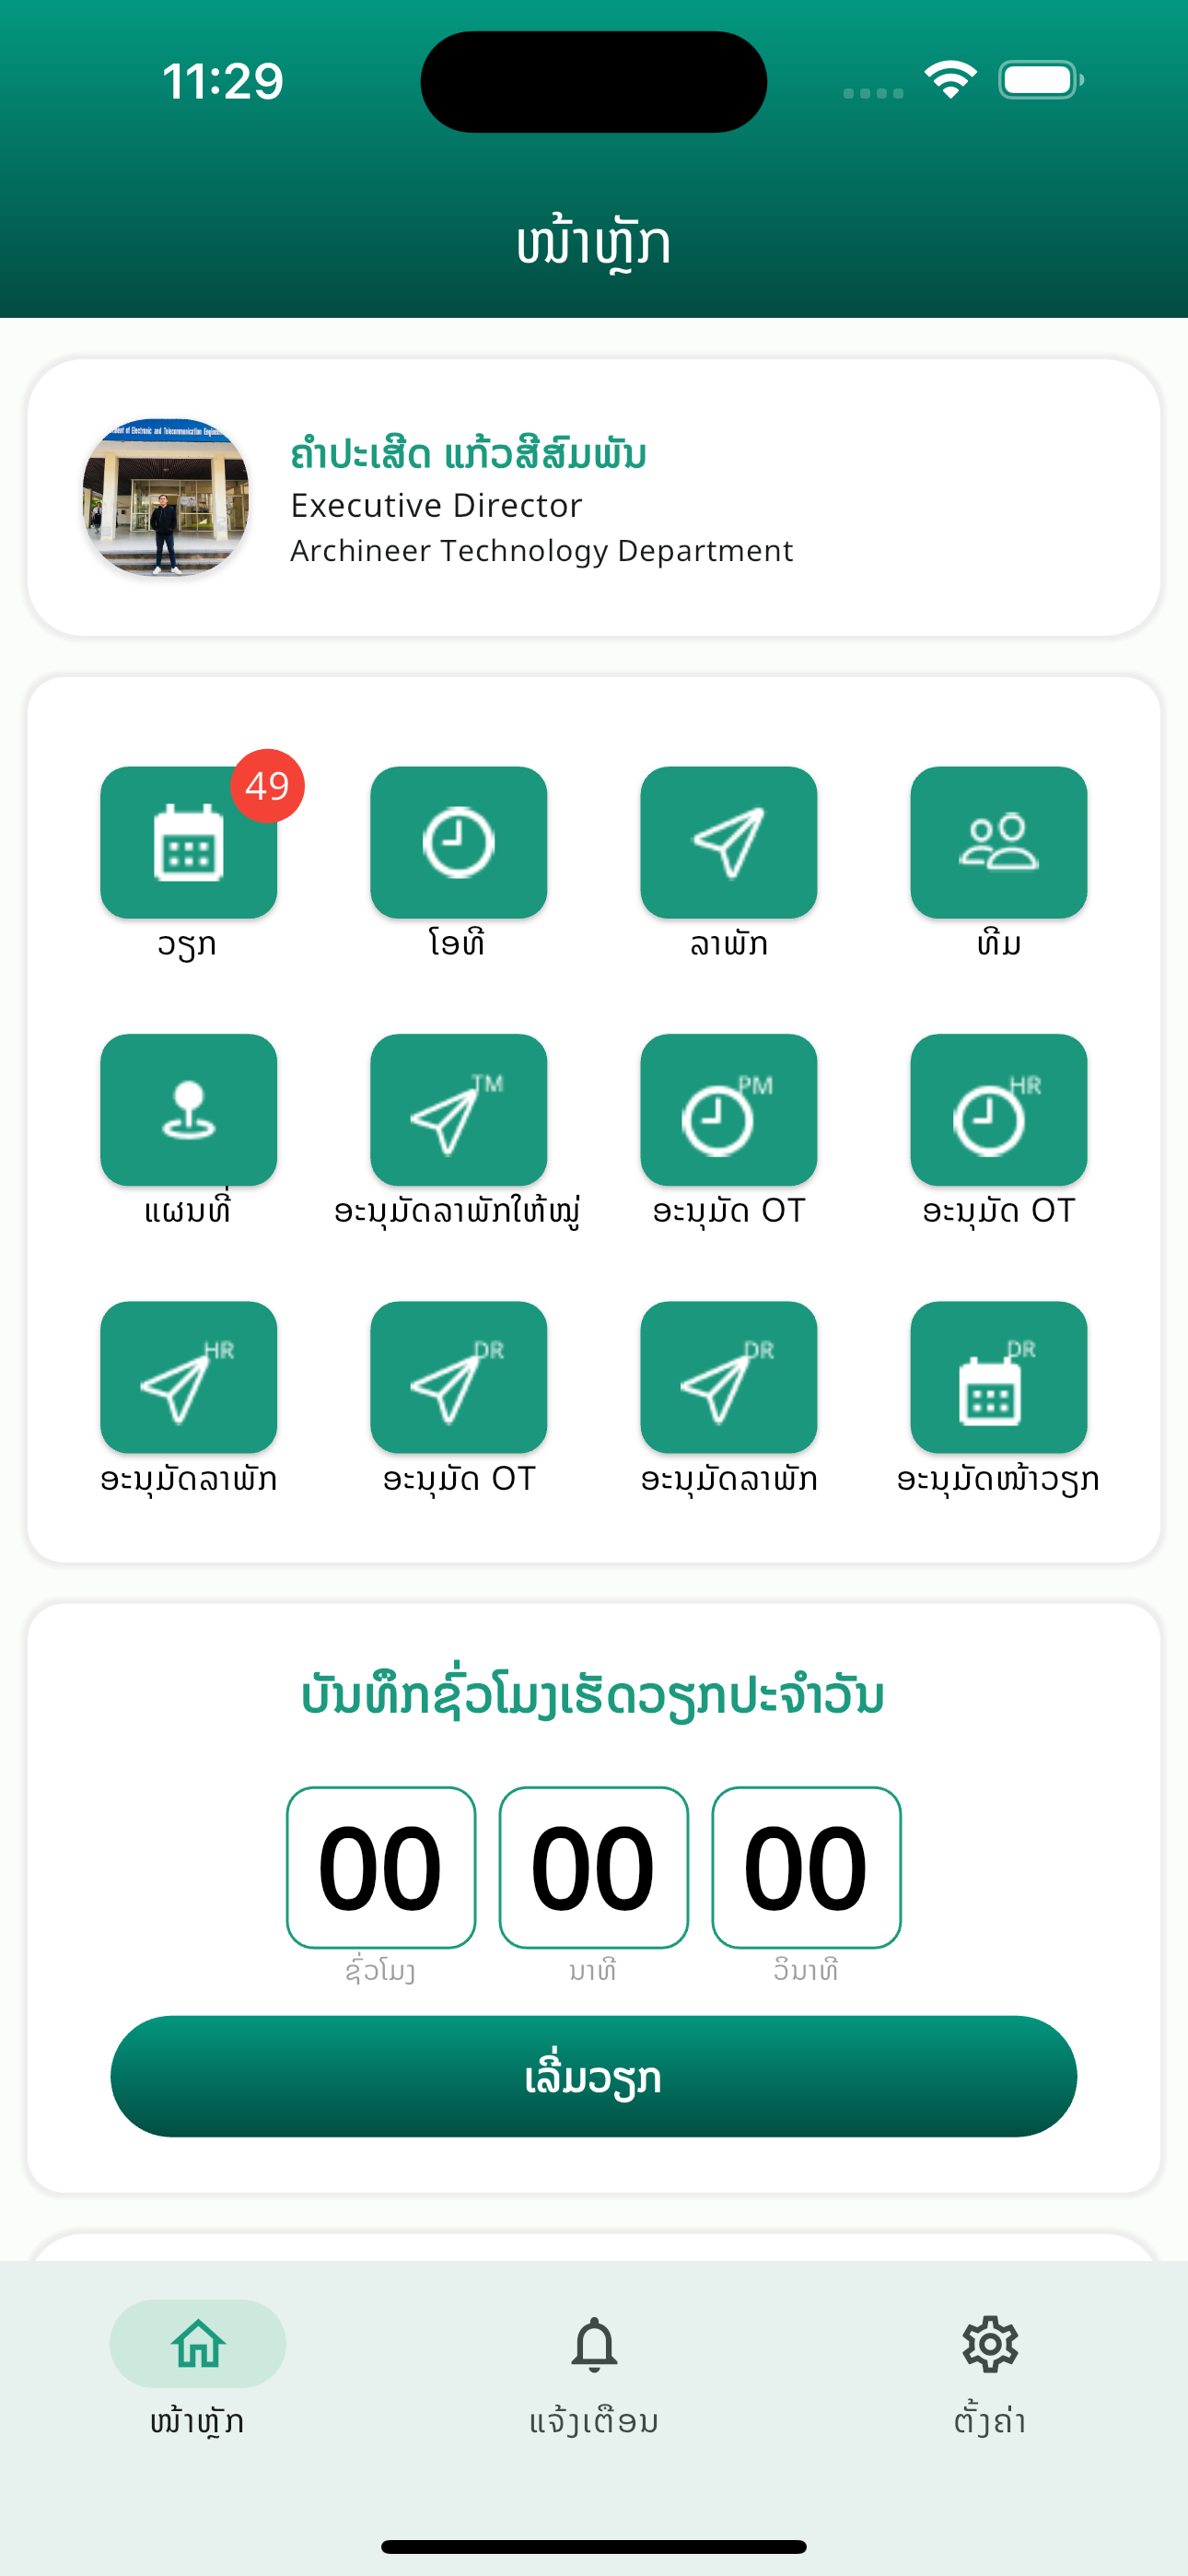 11:29
ໜ້າຫຼັກ
ຄຳປະເສີດ ແກ້ວສີສົມພັນ
Executive Director
Archineer Technology Department
49
ວຽກ
ໂອທີ
ລາພັກ
ທີມ
TM
PM
HR
ແຜນທີ່
ອະນຸມັດລາພັກໃຫ້ໝູ່
ອະນຸມັດ OT
ອະນຸມັດ OT
HR
DR
DR
DR
ອະນຸມັດລາພັກ
ອະນຸມັດ OT
ອະນຸມັດລາພັກ
ອະນຸມັດໜ້າວຽກ
ບັນທຶກຊົ່ວໂມງເຮັດວຽກປະຈຳວັນ
00 00 00
ຊົ່ວໂມງ ນາທີ ວິນາທີ
ເລີ່ມວຽກ
ໜ້າຫຼັກ
ແຈ້ງເຕືອນ
ຕັ້ງຄ່າ